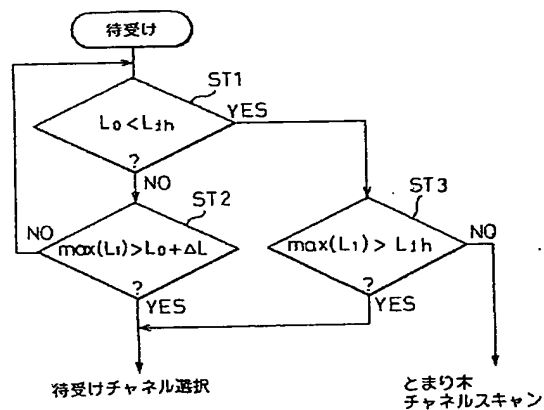 待受け
ST1
L0<Lth
?
YES
NO
ST2
max(Li)>L0+ΔL
?
NO
YES
ST3
max(Li)>Lth
?
NO
YES
待受けチャネル選択
とまり木
チャネルスキャン